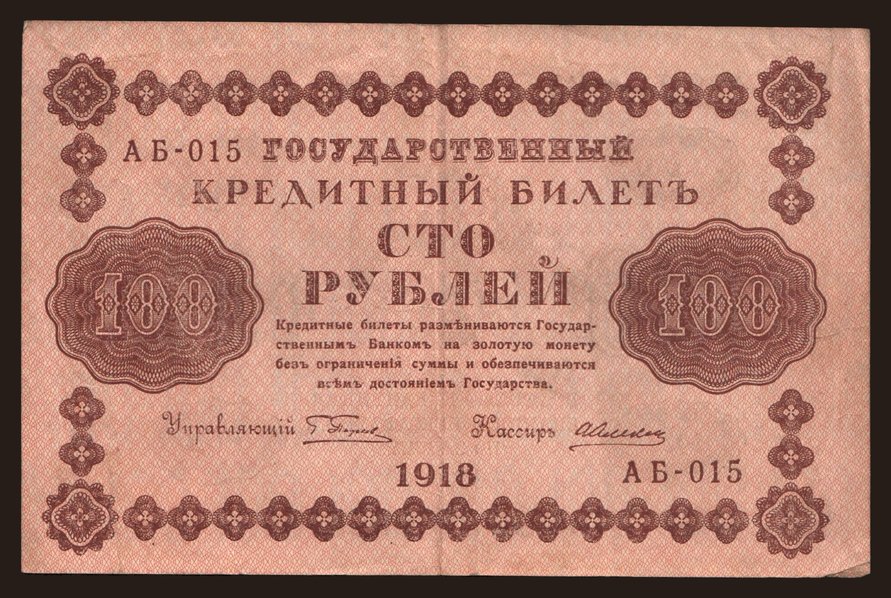 АБ-015 ГОСУДАРСТВЕННЫЙ
КРЕДИТНЫЙ БИЛЕТЪ
СТО
РУБЛЕЙ
100
100
Кредитные билеты размѣниваются Государ-
ственнымъ Банкомъ на золотую монету
безъ ограниченія суммы и обезпечиваются
всѣмъ достояніемъ Государства.
Управляющій
Кассиръ
1918
АБ-015